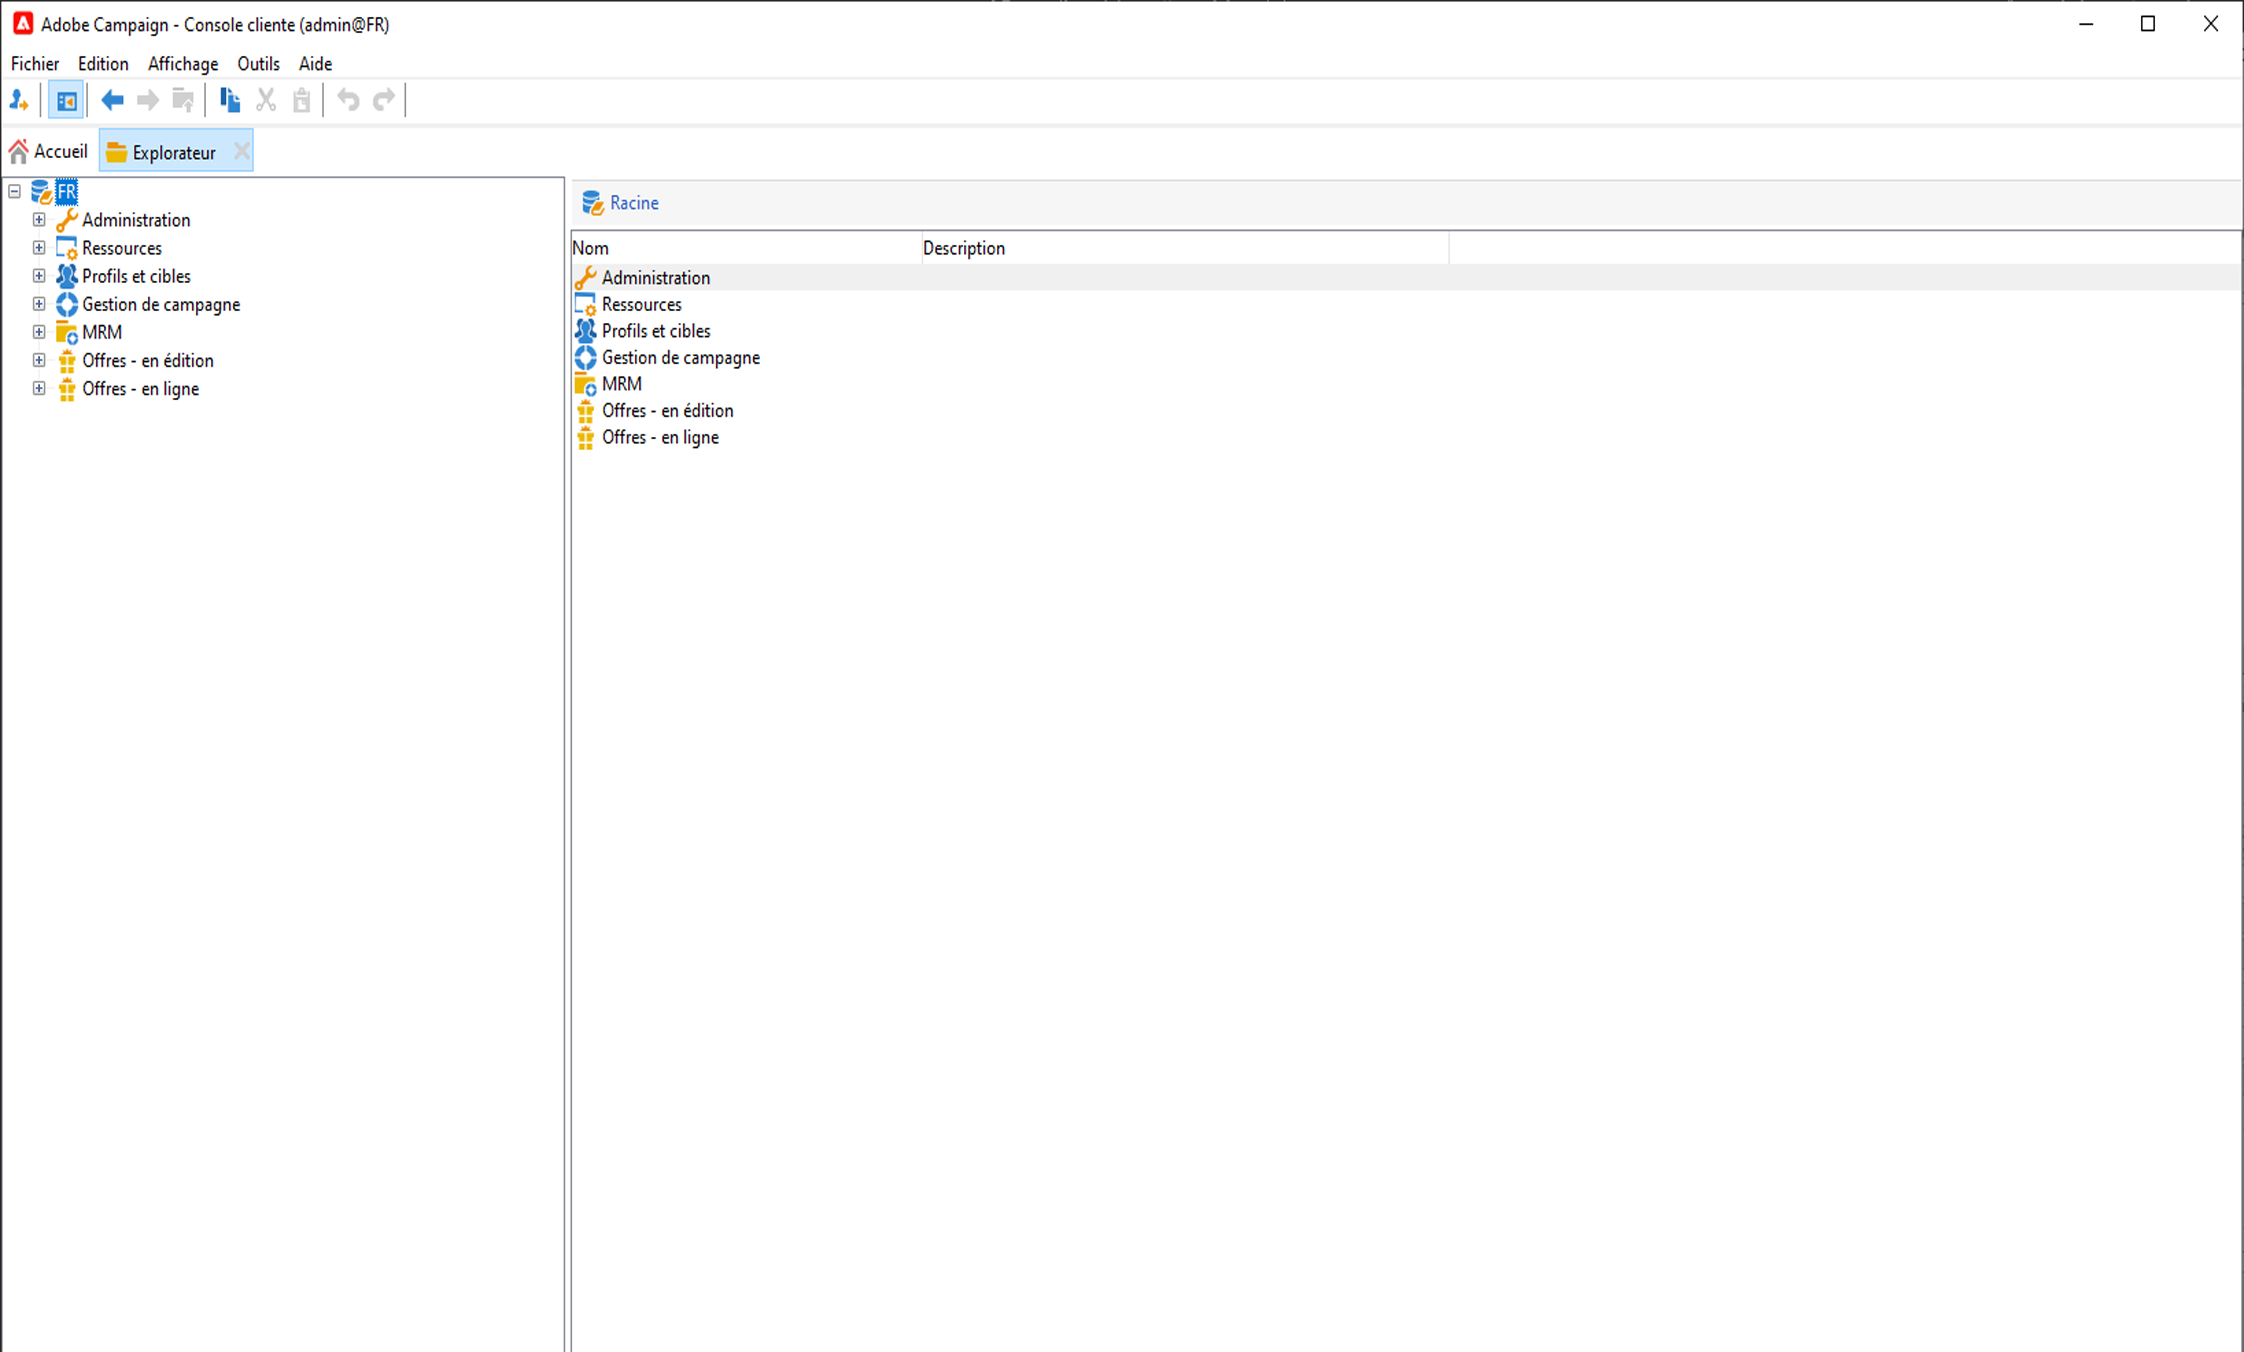 Adobe Campaign - Console cliente (admin@FR)
Fichier Edition Affichage Outils Aide
Accueil Explorateur
FR
Administration
Ressources
Profils et cibles
Gestion de campagne
MRM
Offres - en édition
Offres - en ligne
Racine
Nom Description
Administration
Ressources
Profils et cibles
Gestion de campagne
MRM
Offres - en édition
Offres - en ligne